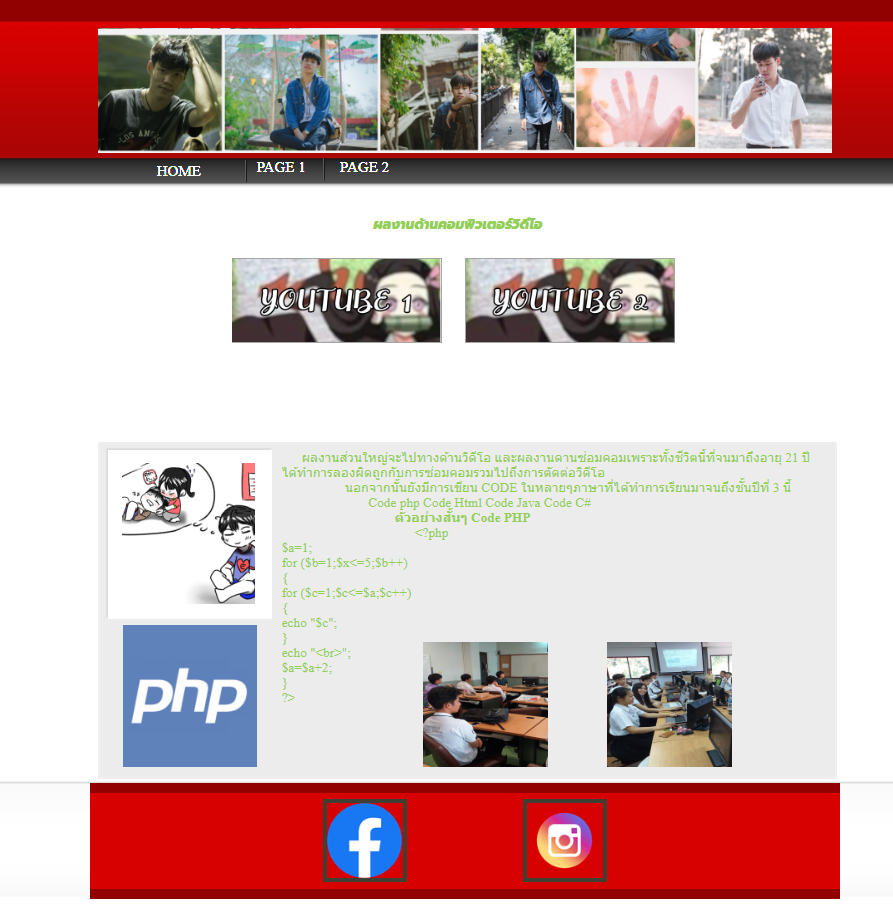 LOS ANGELES
HOME
PAGE 1
PAGE 2
ผลงานด้านคอมพิวเตอร์วิดีโอ
YOUTUBE 1
YOUTUBE 2
ผลงานส่วนใหญ่จะไปทางด้านวิดีโอ และผลงานดานซ่อมคอมเพราะทั้งชีวิตนี้ที่จนมาถึงอายุ 21 ปี
ได้ทำการลองผิดถูกกับการซ่อมคอมรวมไปถึงการตัดต่อวิดีโอ
นอกจากนั้นยังมีการเขียน CODE ในหลายๆภาษาที่ได้ทำการเรียนมาจนถึงชั้นปีที่ 3 นี้
Code php Code Html Code Java Code C#
ตัวอย่างสั้นๆ Code PHP
<?php
$a=1;
for ($b=1;$x<=5;$b++)
{
for ($c=1;$c<=$a;$c++)
{
echo "$c";
}
echo "<br>";
$a=$a+2;
}
?>
php